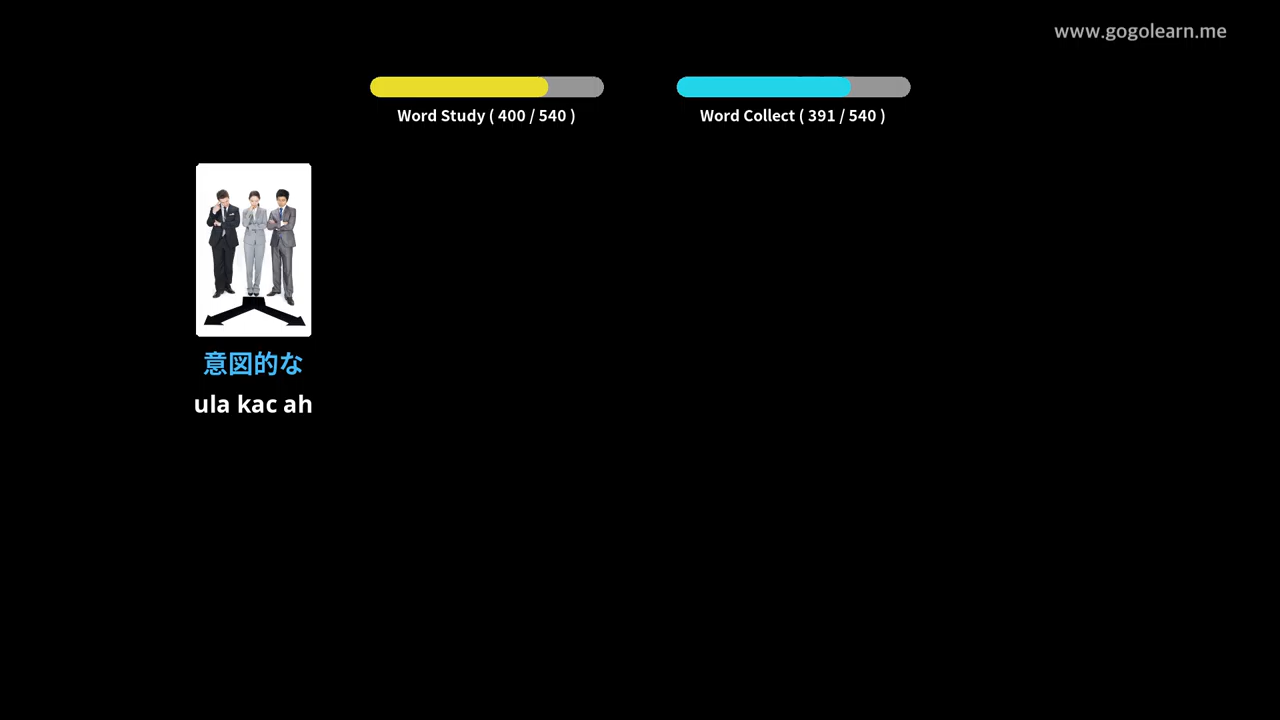 www.gogolearn.me
Word Study ( 400 / 540 )
Word Collect ( 391 / 540 )
意図的な
ula kac ah